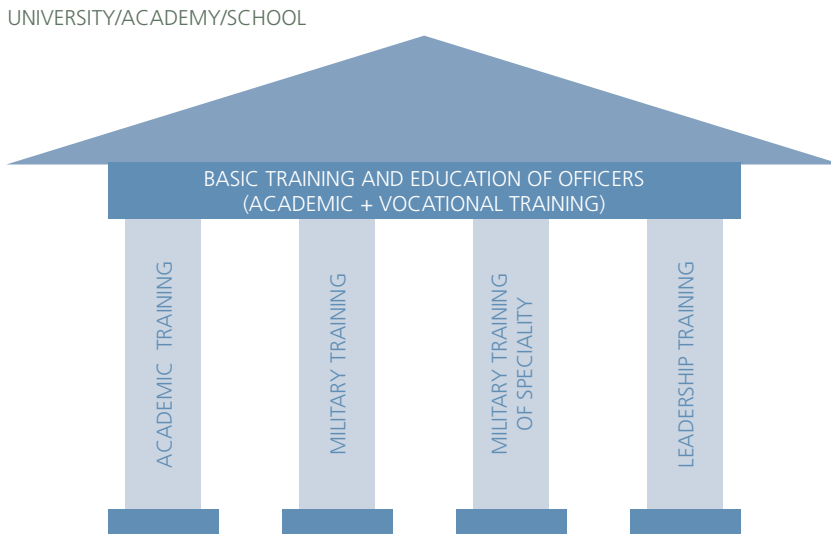 UNIVERSITY/ACADEMY/SCHOOL
BASIC TRAINING AND EDUCATION OF OFFICERS
(ACADEMIC + VOCATIONAL TRAINING)
ACADEMIC TRAINING
MILITARY TRAINING
MILITARY TRAINING
OF SPECIALITY
LEADERSHIP TRAINING